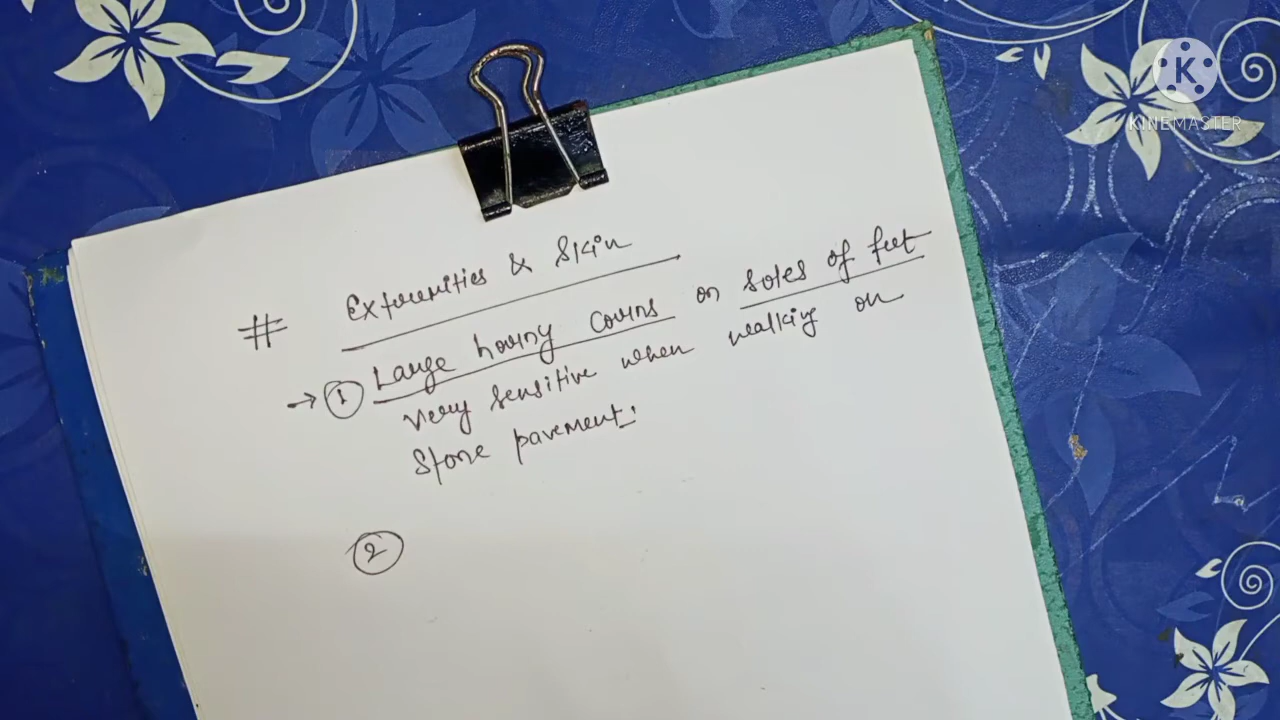 # Extremities & Skin
→ ① Large horny corns on soles of feet
very sensitive when walking on
stone pavement.
②
K
KINEMASTER